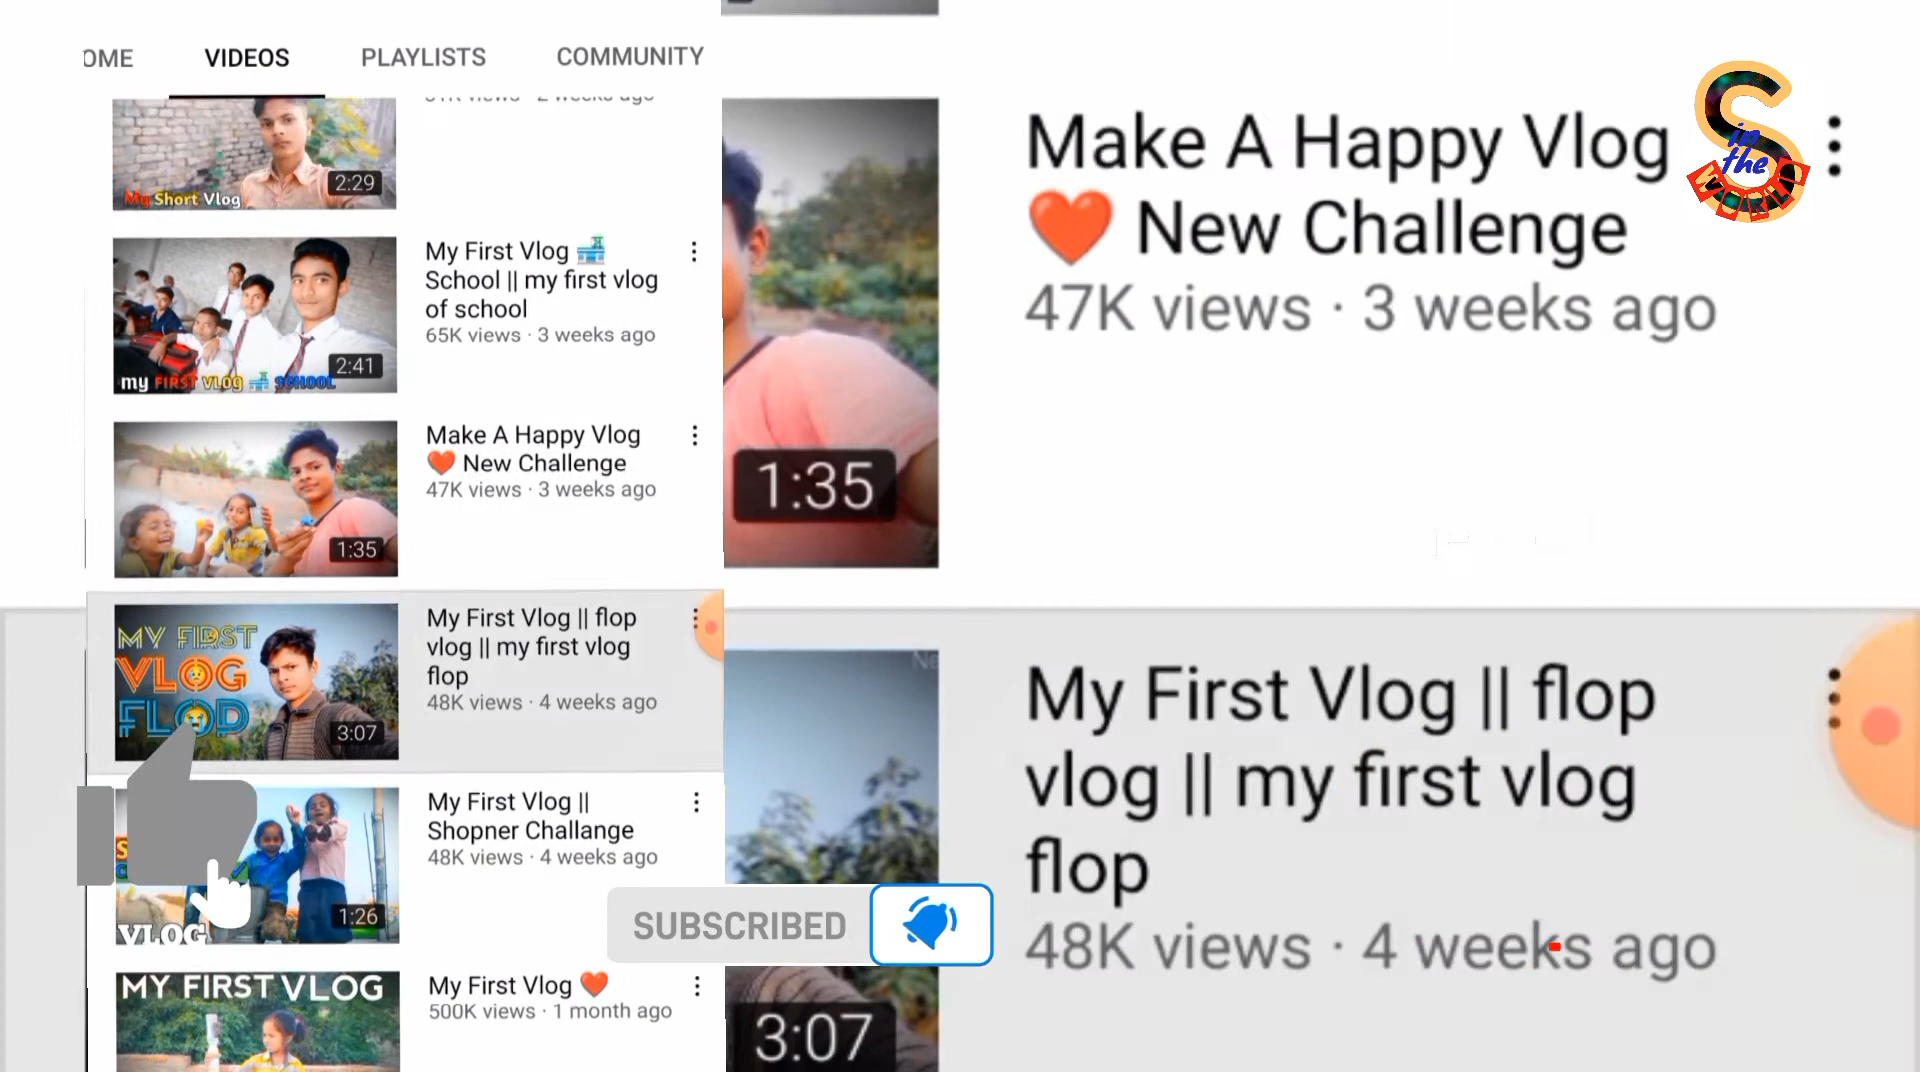 OME VIDEOS PLAYLISTS COMMUNITY
2:29
My Short Vlog
My First Vlog
School || my first vlog
of school
65K views · 3 weeks ago
2:41
my FIRST VLOG SCHOOL
Make A Happy Vlog
❤️ New Challenge
47K views · 3 weeks ago
1:35
My First Vlog || flop
vlog || my first vlog
flop
48K views · 4 weeks ago
MY FIRST
VLOG
FLOP
3:07
My First Vlog ||
Shopner Challange
48K views · 4 weeks ago
1:26
VLOG
My First Vlog ❤️
500K views · 1 month ago
MY FIRST VLOG
SUBSCRIBED
Make A Happy Vlog
❤️ New Challenge
47K views · 3 weeks ago
1:35
My First Vlog || flop
vlog || my first vlog
flop
48K views · 4 weeks ago
3:07
S
in
the
WORLD